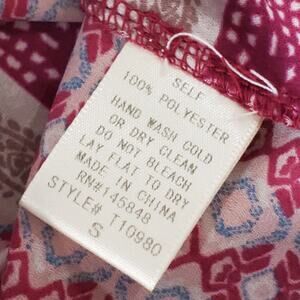 SELF
100% POLYESTER
HAND WASH COLD
OR DRY CLEAN
DO NOT BLEACH
LAY FLAT TO DRY
MADE IN CHINA
RN#145848
STYLE# T10980
S